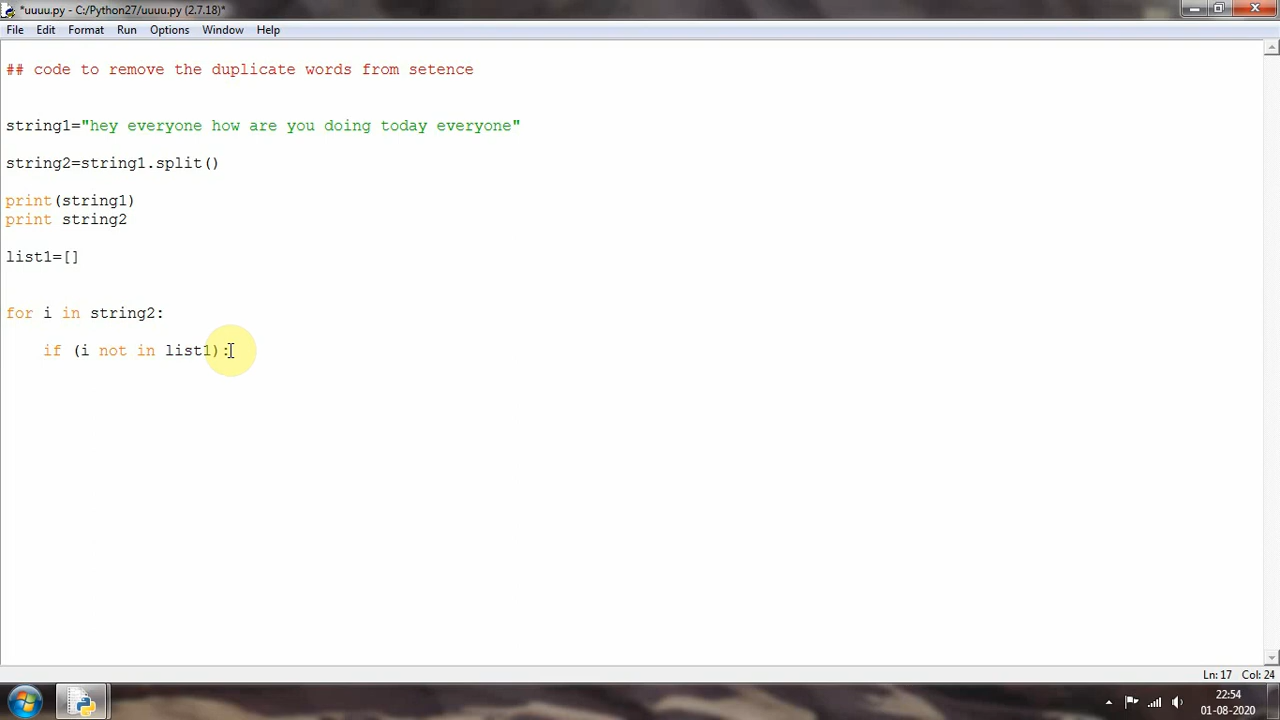 *uuuu.py - C:/Python27/uuuu.py (2.7.18)*
File Edit Format Run Options Window Help
## code to remove the duplicate words from setence
string1="hey everyone how are you doing today everyone"
string2=string1.split()
print(string1)
print string2
list1=[]
for i in string2:
    if (i not in list1):
Ln: 17 Col: 24
22:54
01-08-2020